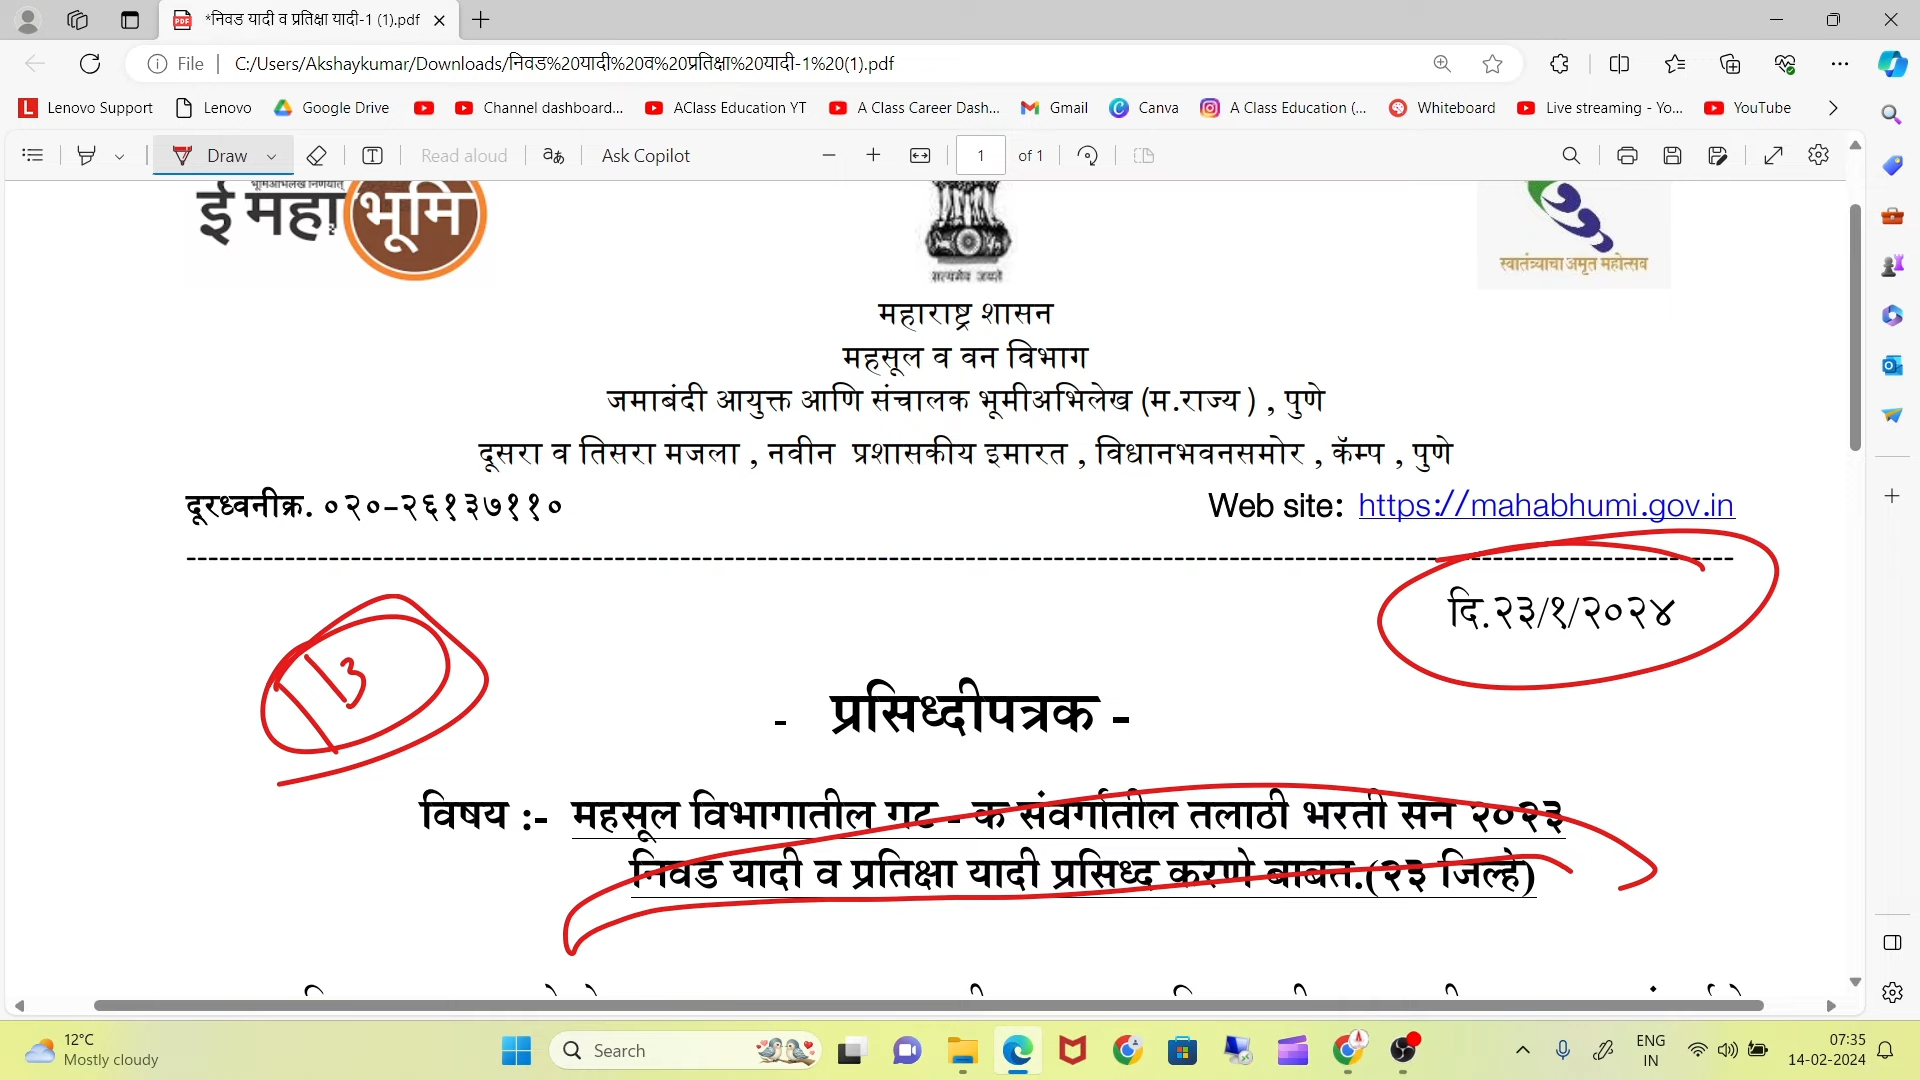 *निवड यादी व प्रतिक्षा यादी-1 (1).pdf
File
C:/Users/Akshaykumar/Downloads/निवड%20यादी%20व%20प्रतिक्षा%20यादी-1%20(1).pdf
Lenovo Support Lenovo Google Drive Channel dashboard... AClass Education YT A Class Career Dash... Gmail Canva A Class Education (... Whiteboard Live streaming - Yo... YouTube
Draw Read aloud Ask Copilot 1 of 1
ई महाभूमि
सत्यमेव जयते
स्वातंत्र्याचा अमृत महोत्सव
महाराष्ट्र शासन
महसूल व वन विभाग
जमाबंदी आयुक्त आणि संचालक भूमीअभिलेख (म.राज्य) , पुणे
दूसरा व तिसरा मजला , नवीन प्रशासकीय इमारत , विधानभवनसमोर , कॅम्प , पुणे
दूरध्वनीक्र. ०२०-२६१३७११० Web site: https://mahabhumi.gov.in
दि.२३/१/२०२४
- प्रसिध्दीपत्रक -
विषय :- महसूल विभागातील गट - क संवर्गातील तलाठी भरती सन २०२३
निवड यादी व प्रतिक्षा यादी प्रसिध्द करणे बाबत.(२३ जिल्हे)
12°C
Mostly cloudy
Search
ENG
IN
07:35
14-02-2024